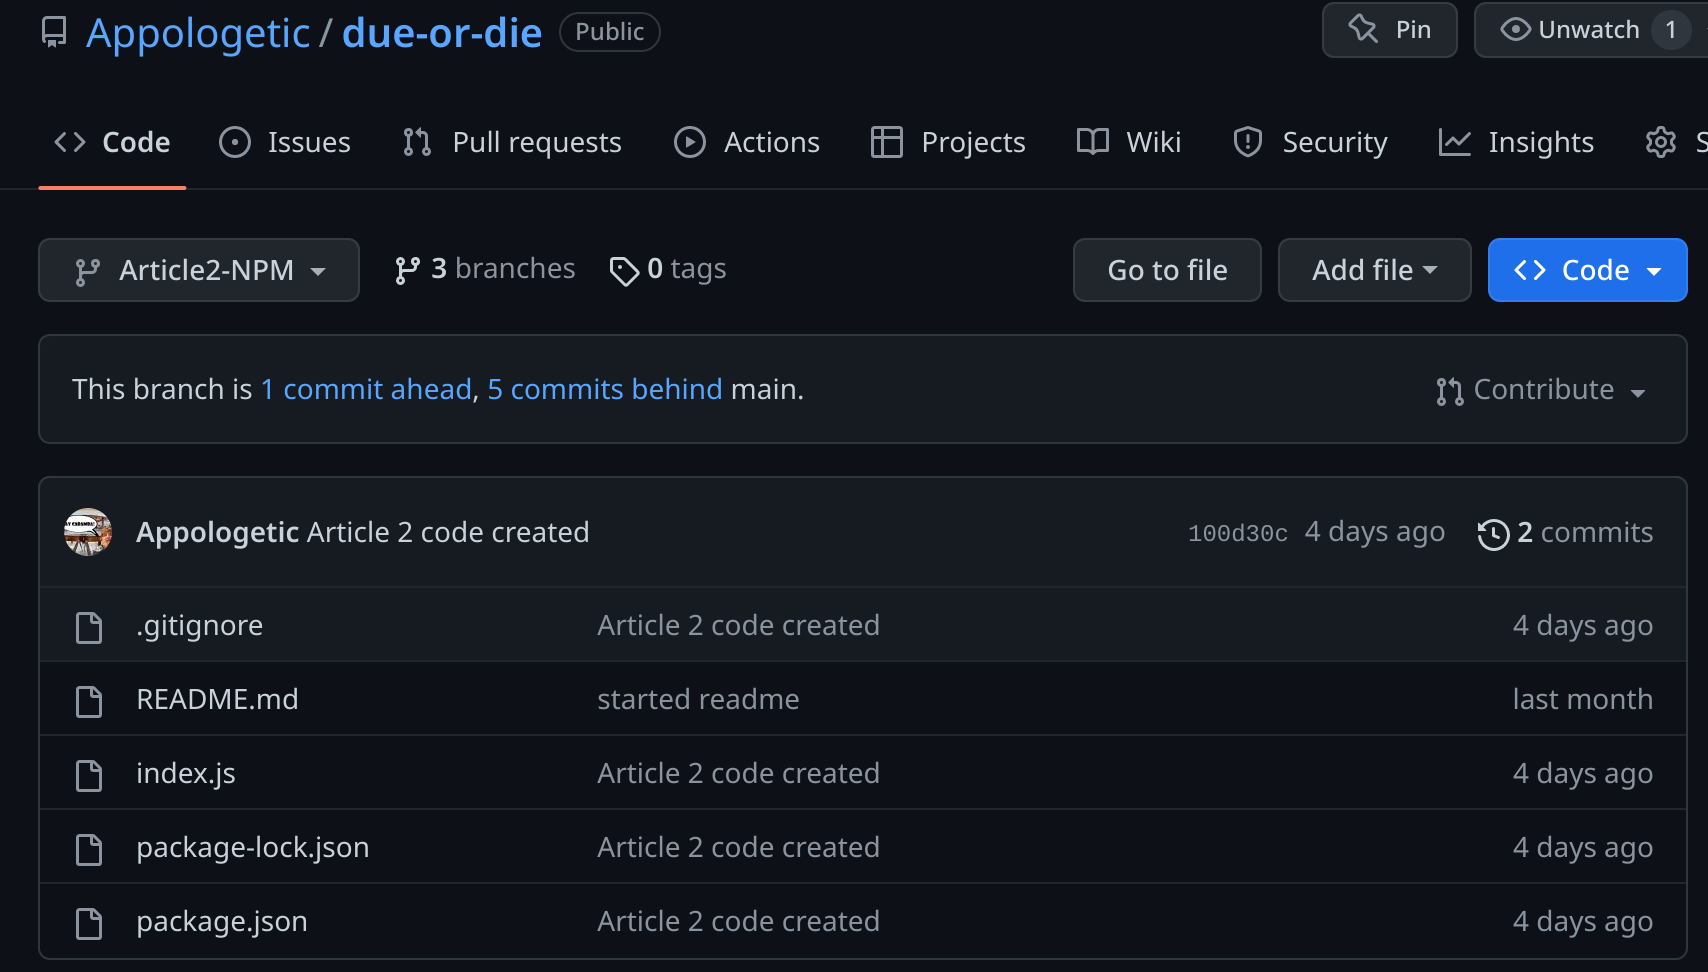 Appologetic / due-or-die Public Pin Unwatch 1
Code Issues Pull requests Actions Projects Wiki Security Insights S
Article2-NPM 3 branches 0 tags Go to file Add file Code
This branch is 1 commit ahead, 5 commits behind main. Contribute
Appologetic Article 2 code created 100d30c 4 days ago 2 commits
.gitignore Article 2 code created 4 days ago
README.md started readme last month
index.js Article 2 code created 4 days ago
package-lock.json Article 2 code created 4 days ago
package.json Article 2 code created 4 days ago